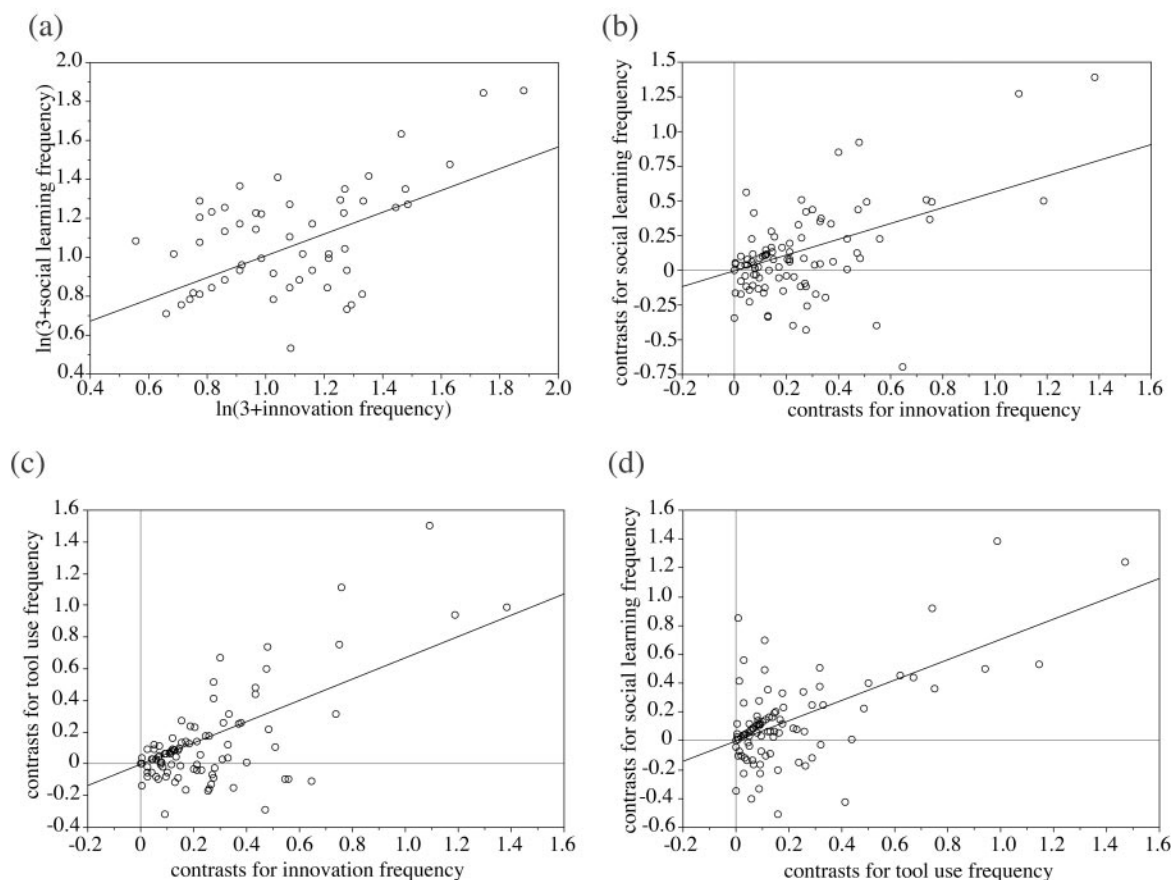 (a)
ln(3+social learning frequency)
2.0
1.8
1.6
1.4
1.2
1.0
0.8
0.6
0.4
0.4 0.6 0.8 1.0 1.2 1.4 1.6 1.8 2.0
ln(3+innovation frequency)
(b)
contrasts for social learning frequency
1.5
1.25
1.0
0.75
0.5
0.25
0
-0.25
-0.5
-0.75
-0.2 0 0.2 0.4 0.6 0.8 1.0 1.2 1.4 1.6
contrasts for innovation frequency
(c)
contrasts for tool use frequency
1.6
1.4
1.2
1.0
0.8
0.6
0.4
0.2
0
-0.2
-0.4
-0.2 0 0.2 0.4 0.6 0.8 1.0 1.2 1.4 1.6
contrasts for innovation frequency
(d)
contrasts for social learning frequency
1.6
1.4
1.2
1.0
0.8
0.6
0.4
0.2
0
-0.2
-0.4
-0.6
-0.2 0 0.2 0.4 0.6 0.8 1.0 1.2 1.4 1.6
contrasts for tool use frequency